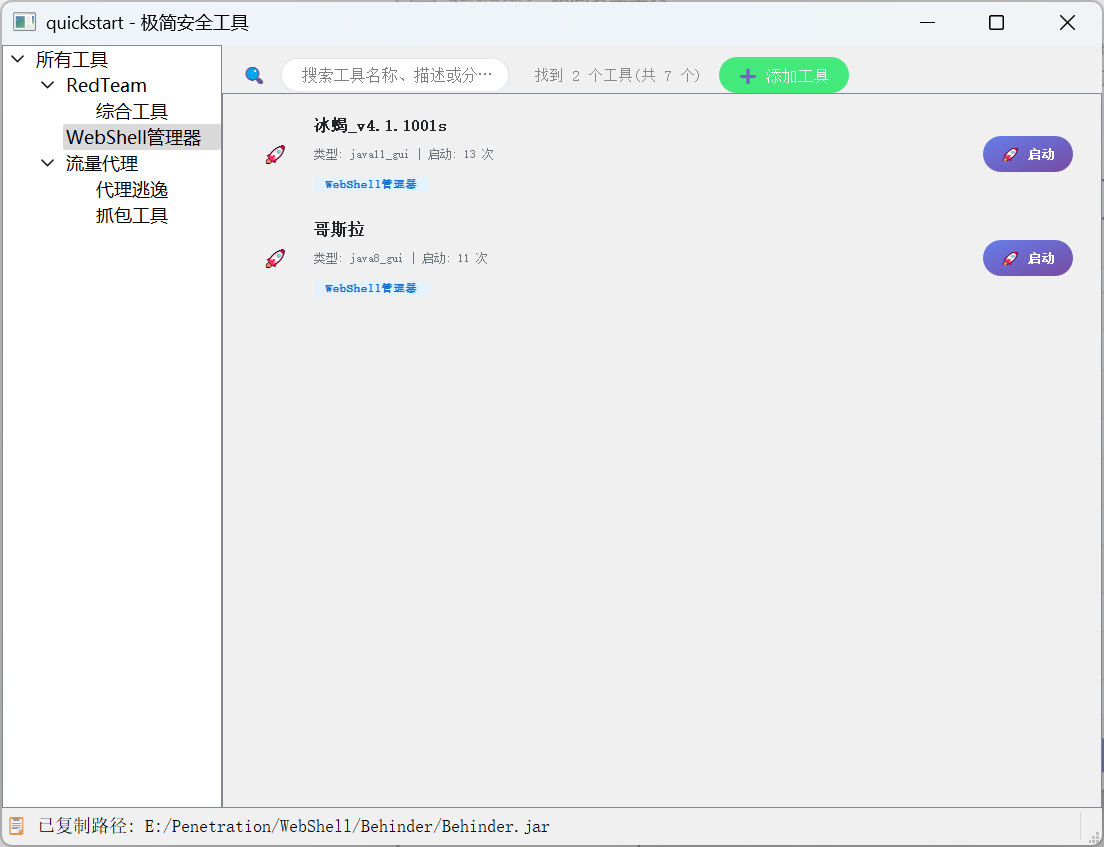 quickstart - 极简安全工具
所有工具
RedTeam
综合工具
WebShell管理器
流量代理
代理逃逸
抓包工具
搜索工具名称、描述或分…
找到 2 个工具(共 7 个)
添加工具
冰蝎_v4.1.1001s
类型: java11_gui | 启动: 13 次
WebShell管理器
启动
哥斯拉
类型: java8_gui | 启动: 11 次
WebShell管理器
启动
已复制路径: E:/Penetration/WebShell/Behinder/Behinder.jar